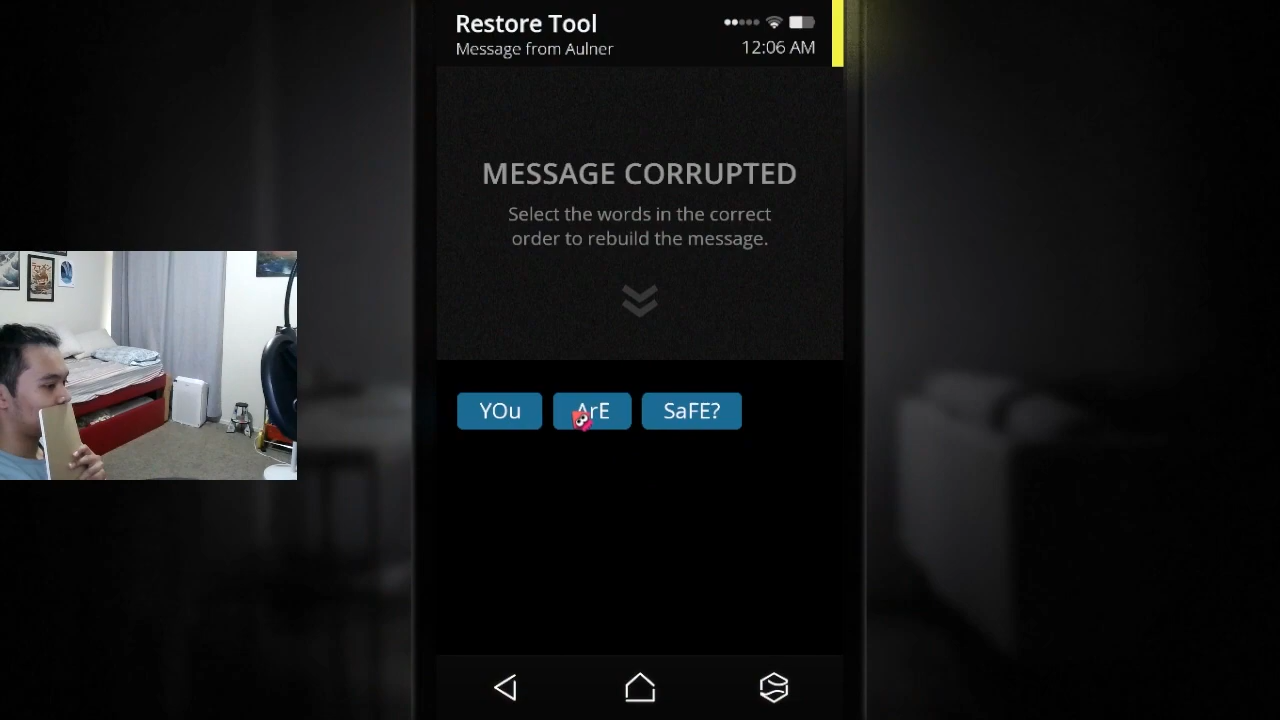 Restore Tool
Message from Aulner
12:06 AM
MESSAGE CORRUPTED
Select the words in the correct
order to rebuild the message.
YOu ArE SaFE?